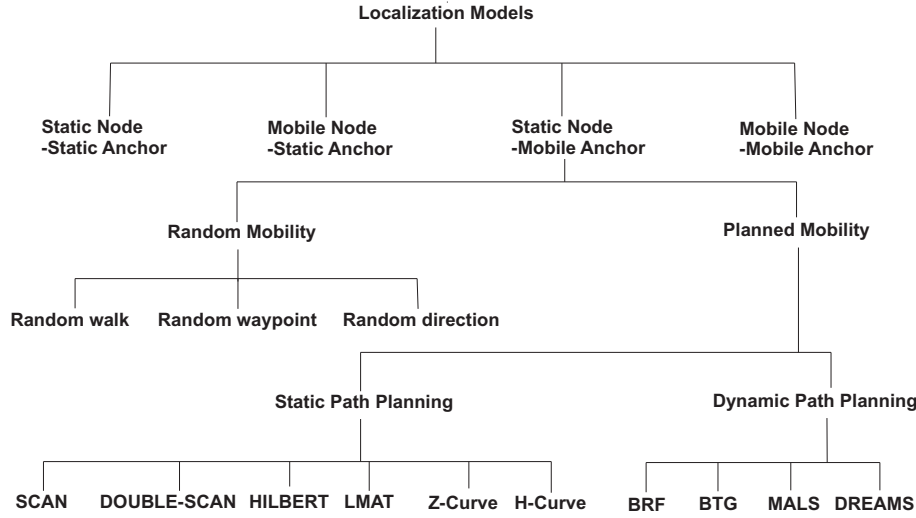 Localization Models
Static Node
-Static Anchor
Mobile Node
-Static Anchor
Static Node
-Mobile Anchor
Mobile Node
-Mobile Anchor
Random Mobility
Planned Mobility
Random walk
Random waypoint
Random direction
Static Path Planning
Dynamic Path Planning
SCAN
DOUBLE-SCAN
HILBERT
LMAT
Z-Curve
H-Curve
BRF
BTG
MALS
DREAMS